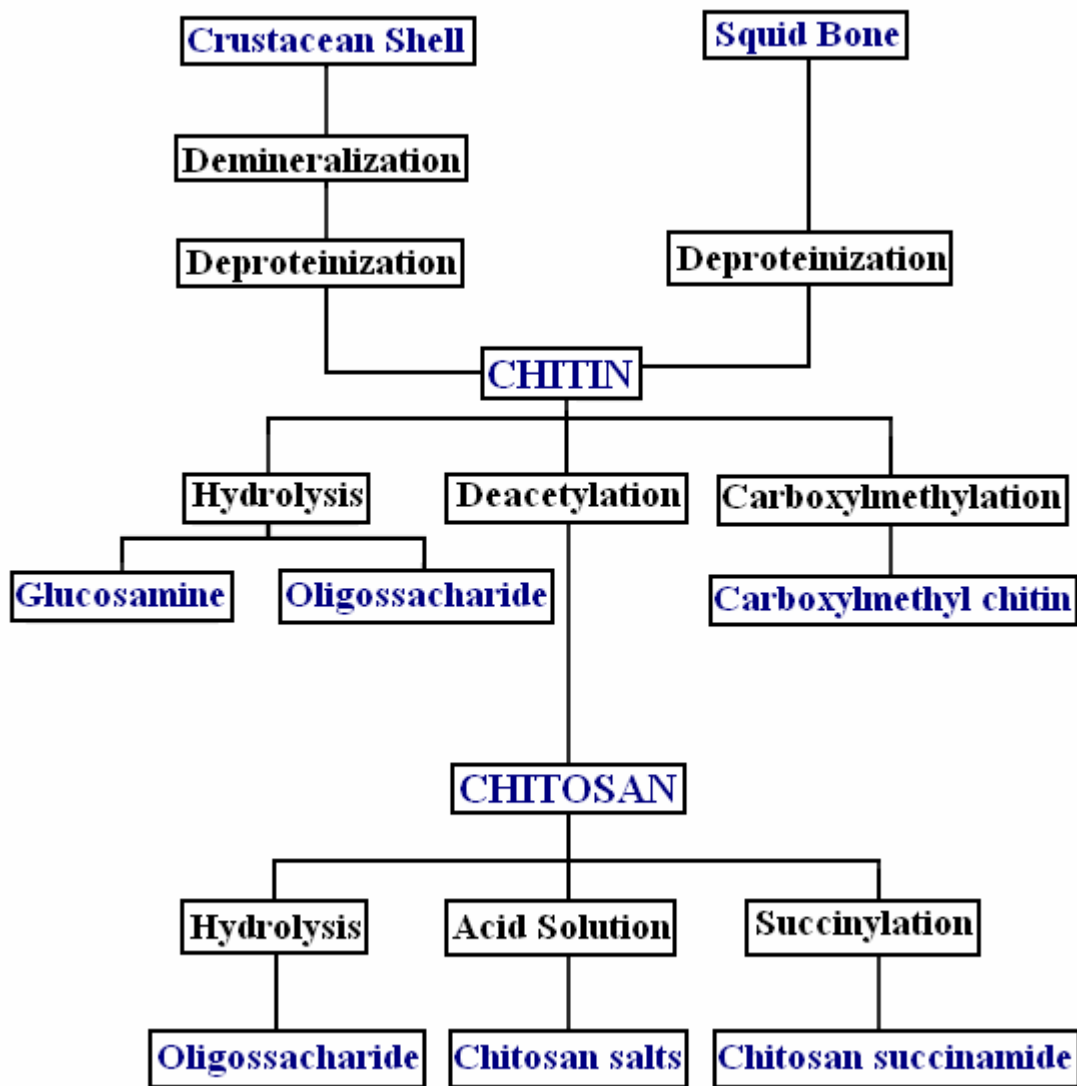 Crustacean Shell
Squid Bone
Demineralization
Deproteinization
Deproteinization
CHITIN
Hydrolysis
Deacetylation
Carboxylmethylation
Glucosamine
Oligossacharide
Carboxylmethyl chitin
CHITOSAN
Hydrolysis
Acid Solution
Succinylation
Oligossacharide
Chitosan salts
Chitosan succinamide